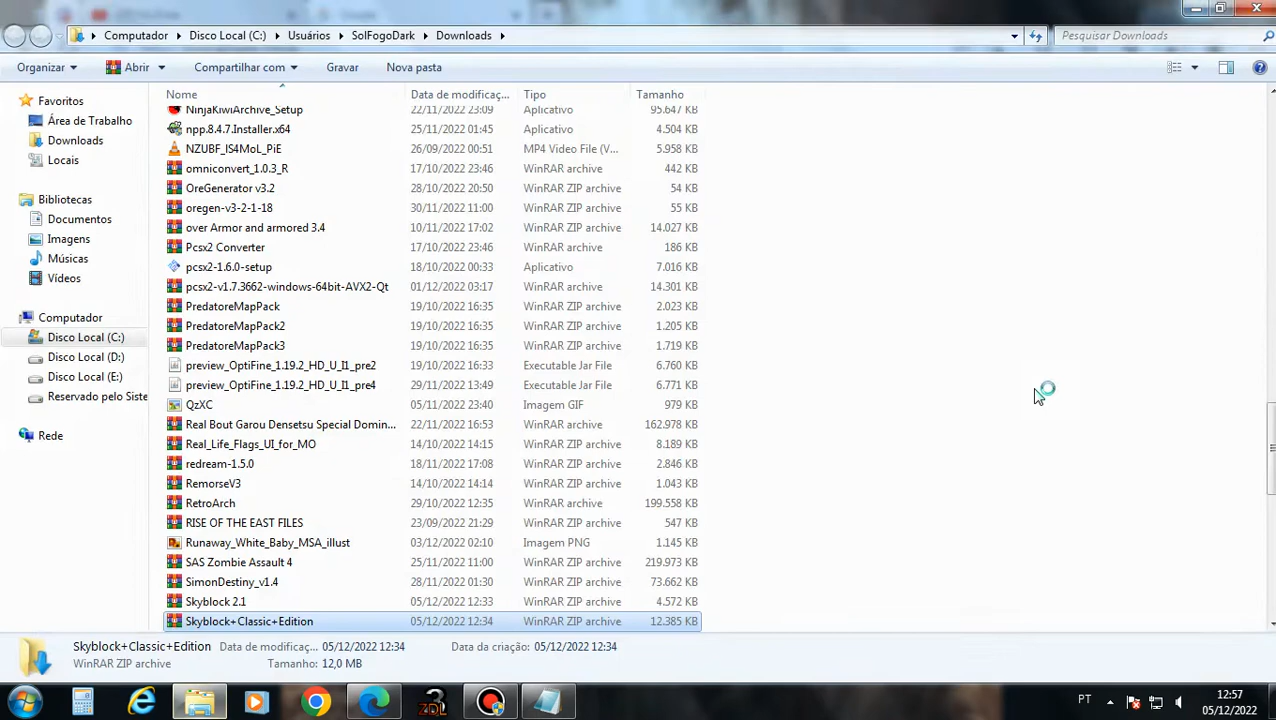 Computador Disco Local (C:) Usuários SolFogoDark Downloads
Pesquisar Downloads
Organizar Abrir Compartilhar com Gravar Nova pasta
Nome Data de modificaç... Tipo Tamanho
Favoritos
Área de Trabalho
Downloads
Locais
Bibliotecas
Documentos
Imagens
Músicas
Vídeos
Computador
Disco Local (C:)
Disco Local (D:)
Disco Local (E:)
Reservado pelo Siste
Rede
NinjaKiwiArchive_Setup 22/11/2022 23:09 Aplicativo 95.647 KB
npp.8.4.7.Installer.x64 25/11/2022 01:45 Aplicativo 4.504 KB
NZUBF_IS4MoL_PiE 26/09/2022 00:51 MP4 Video File (V... 5.958 KB
omniconvert_1.0.3_R 17/10/2022 23:46 WinRAR archive 442 KB
OreGenerator v3.2 28/10/2022 20:50 WinRAR ZIP archive 54 KB
oregen-v3-2-1-18 30/11/2022 11:00 WinRAR ZIP archive 55 KB
over Armor and armored 3.4 10/11/2022 17:02 WinRAR ZIP archive 14.027 KB
Pcsx2 Converter 17/10/2022 23:46 WinRAR archive 186 KB
pcsx2-1.6.0-setup 18/10/2022 00:33 Aplicativo 7.016 KB
pcsx2-v1.7.3662-windows-64bit-AVX2-Qt 01/12/2022 03:17 WinRAR archive 14.301 KB
PredatoreMapPack 19/10/2022 16:35 WinRAR ZIP archive 2.023 KB
PredatoreMapPack2 19/10/2022 16:35 WinRAR ZIP archive 1.205 KB
PredatoreMapPack3 19/10/2022 16:35 WinRAR ZIP archive 1.719 KB
preview_OptiFine_1.19.2_HD_U_I1_pre2 19/10/2022 16:33 Executable Jar File 6.760 KB
preview_OptiFine_1.19.2_HD_U_I1_pre4 29/11/2022 13:49 Executable Jar File 6.771 KB
QzXC 05/11/2022 23:40 Imagem GIF 979 KB
Real Bout Garou Densetsu Special Domin... 22/11/2022 16:53 WinRAR archive 162.978 KB
Real_Life_Flags_UI_for_MO 14/10/2022 14:15 WinRAR ZIP archive 8.189 KB
redream-1.5.0 18/11/2022 17:08 WinRAR ZIP archive 2.846 KB
RemorseV3 14/10/2022 14:14 WinRAR ZIP archive 1.043 KB
RetroArch 29/10/2022 12:35 WinRAR archive 199.558 KB
RISE OF THE EAST FILES 23/09/2022 21:29 WinRAR ZIP archive 547 KB
Runaway_White_Baby_MSA_illust 03/12/2022 02:10 Imagem PNG 1.145 KB
SAS Zombie Assault 4 25/11/2022 11:00 WinRAR ZIP archive 219.973 KB
SimonDestiny_v1.4 28/11/2022 01:30 WinRAR ZIP archive 73.662 KB
Skyblock 2.1 05/12/2022 12:33 WinRAR ZIP archive 4.572 KB
Skyblock+Classic+Edition 05/12/2022 12:34 WinRAR ZIP archive 12.385 KB
Skyblock+Classic+Edition Data de modificaç... 05/12/2022 12:34 Data da criação: 05/12/2022 12:34
WinRAR ZIP archive Tamanho: 12,0 MB
ZDL
PT
12:57
05/12/2022